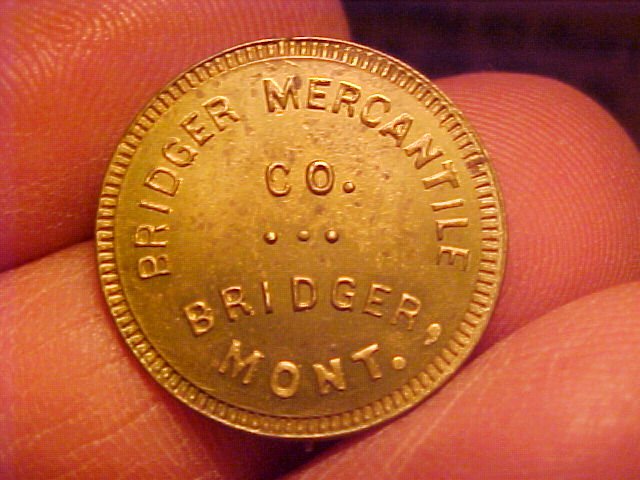 BRIDGER MERCANTILE
CO.
...
BRIDGER,
MONT.